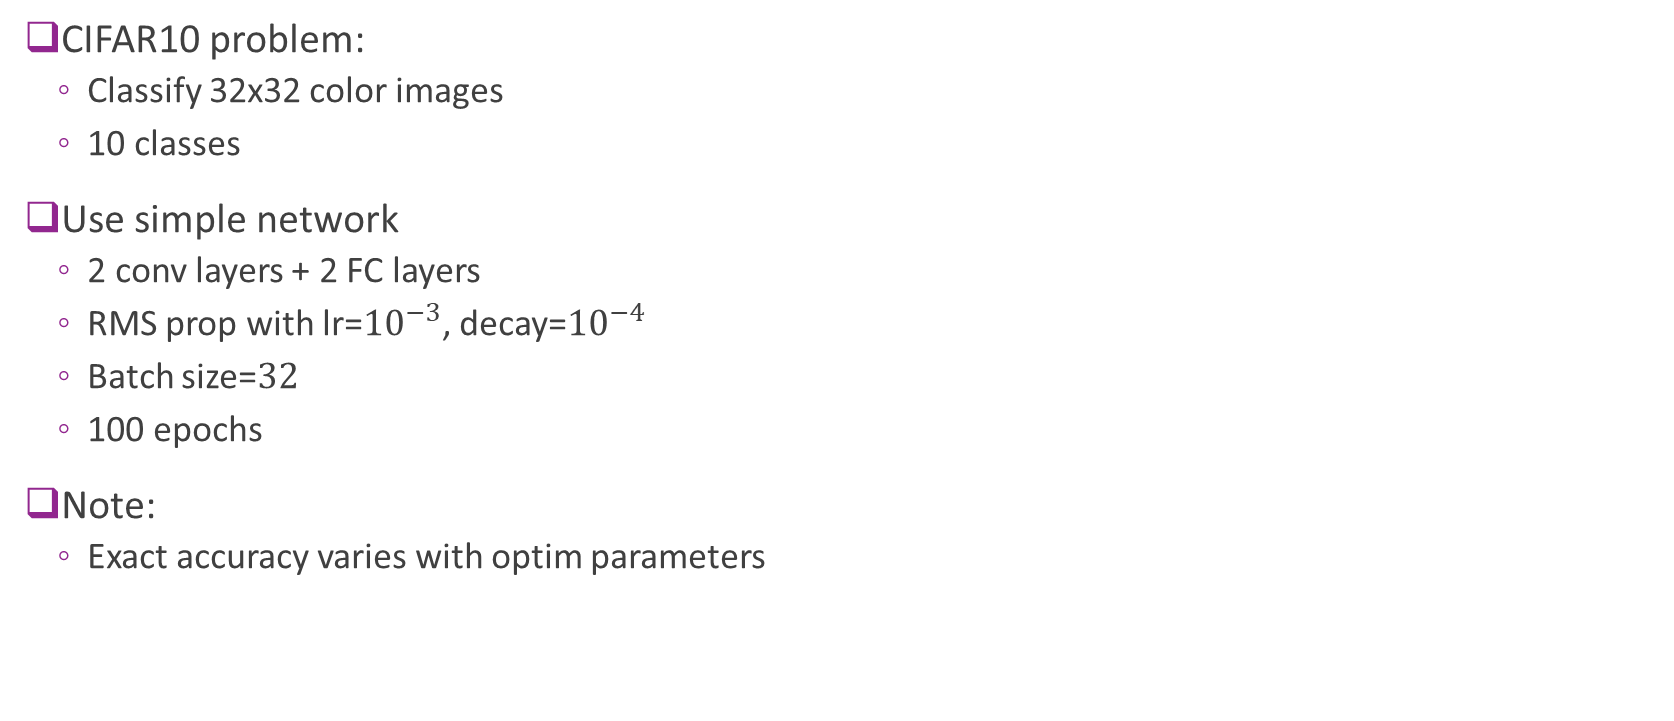 ❑CIFAR10 problem:
◦ Classify 32x32 color images
◦ 10 classes
❑Use simple network
◦ 2 conv layers + 2 FC layers
◦ RMS prop with lr=10⁻³, decay=10⁻⁴
◦ Batch size=32
◦ 100 epochs
❑Note:
◦ Exact accuracy varies with optim parameters